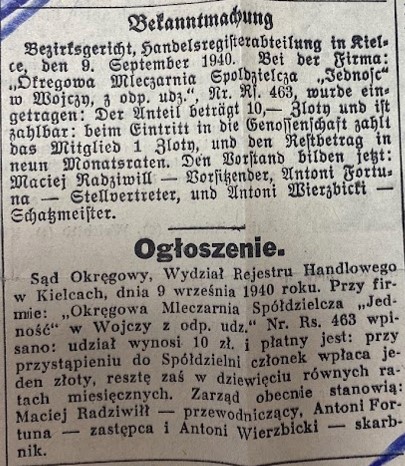 Bekanntmachung
Bezirksgericht, Handelsregisterabteilung in Kiel-
ce, den 9. September 1940. Bei der Firma:
„Okręgowa Mleczarnia Spoldzielcza „Jednosc"
w Wojczy, z odp. udz.", Nr. Rs. 463, wurde ein-
getragen: Der Anteil beträgt 10,— Zloty und ist
zahlbar: beim Eintritt in die Genossenschaft zahlt
das Mitglied 1 Zloty, und den Restbetrag in
neun Monatsraten. Den Vorstand bilden jetzt:
Maciej Radziwill — Vorsitzender, Antoni Fortu-
na — Stellvertreter, und Antoni Wierzbicki —
Schatzmeister.
Ogłoszenie.
Sąd Okręgowy, Wydział Rejestru Handlowego
w Kielcach, dnia 9 września 1940 roku. Przy fir-
mie: „Okręgowa Mleczarnia Spółdzielcza „Jed-
ność" w Wojczy z odp. udz." Nr. Rs. 463 wpi-
sano: udział wynosi 10 zł. i płatny jest: przy
przystąpieniu do Spółdzielni członek wpłaca je-
den złoty, resztę zaś w dziewięciu równych ra-
tach miesięcznych. Zarząd obecnie stanowią:
Maciej Radziwiłł — przewodniczący, Antoni For-
tuna — zastępca i Antoni Wierzbicki — skarb-
nik.